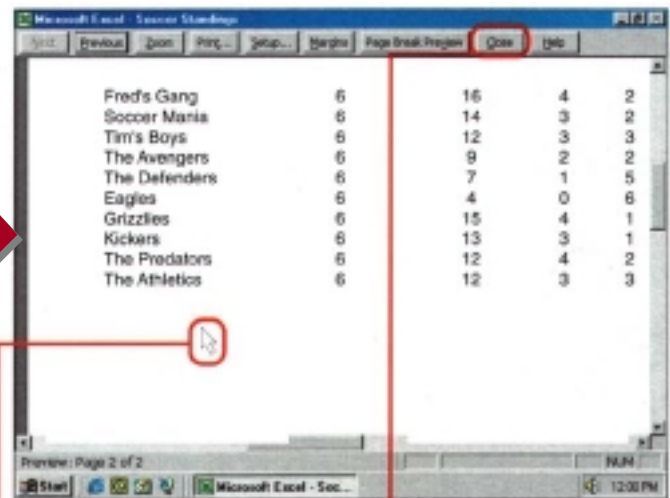 Microsoft Excel - Soccer Standings
Next Previous Zoom Print... Setup... Margins Page Break Preview Close Help
Fred's Gang 6 16 4 2
Soccer Mania 6 14 3 2
Tim's Boys 6 12 3 3
The Avengers 6 9 2 2
The Defenders 6 7 1 5
Eagles 6 4 0 6
Grizzlies 6 15 4 1
Kickers 6 13 3 1
The Predators 6 12 4 2
The Athletics 6 12 3 3
Preview: Page 2 of 2 NUM
Start Microsoft Excel - Soc... 12:00 PM